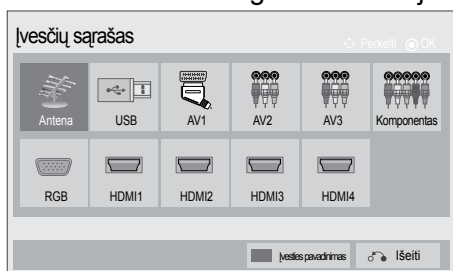 Įvesčių sąrašas
Perkelti OK
Antena USB AV1 AV2 AV3 Komponentas
RGB HDMI1 HDMI2 HDMI3 HDMI4
Įvesties pavadinimas Išeiti